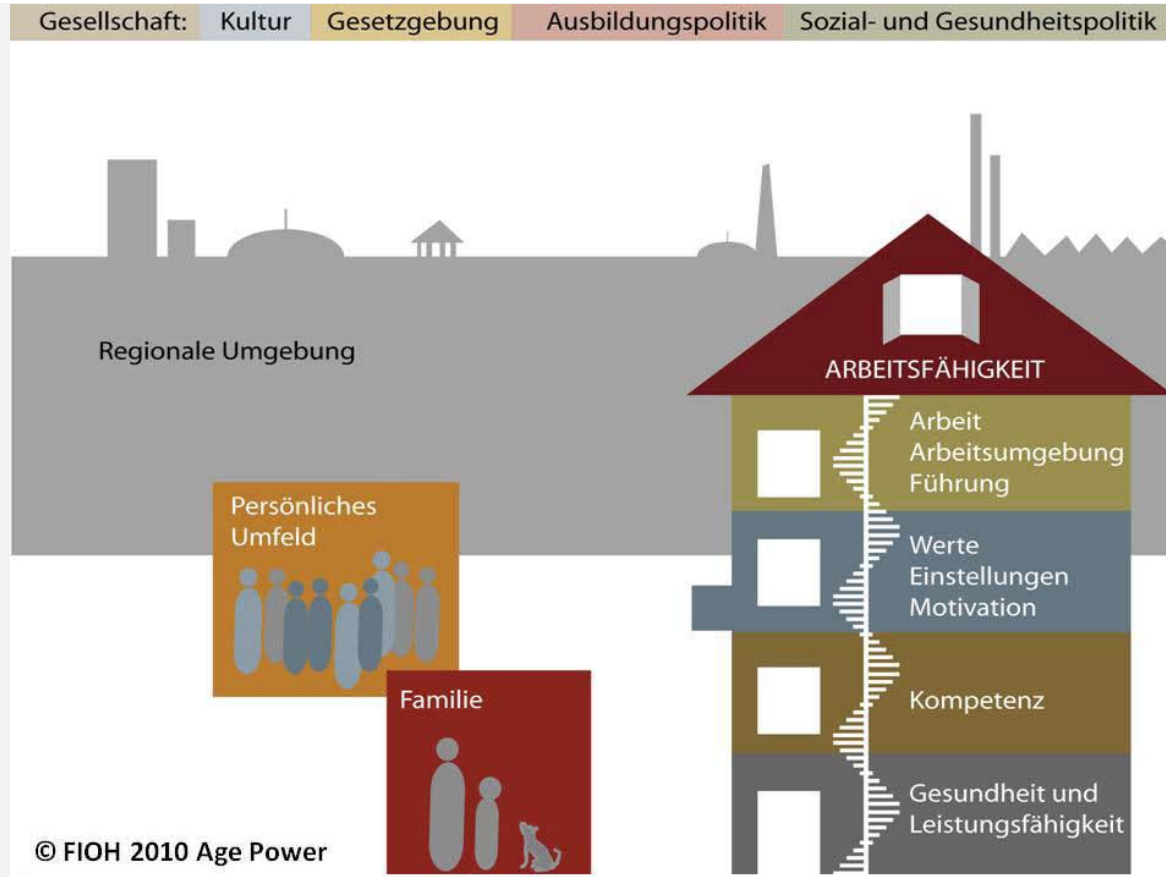 Gesellschaft: Kultur Gesetzgebung Ausbildungspolitik Sozial- und Gesundheitspolitik
Regionale Umgebung
ARBEITSFÄHIGKEIT
Arbeit
Arbeitsumgebung
Führung
Persönliches
Umfeld
Werte
Einstellungen
Motivation
Familie
Kompetenz
Gesundheit und
Leistungsfähigkeit
© FIOH 2010 Age Power